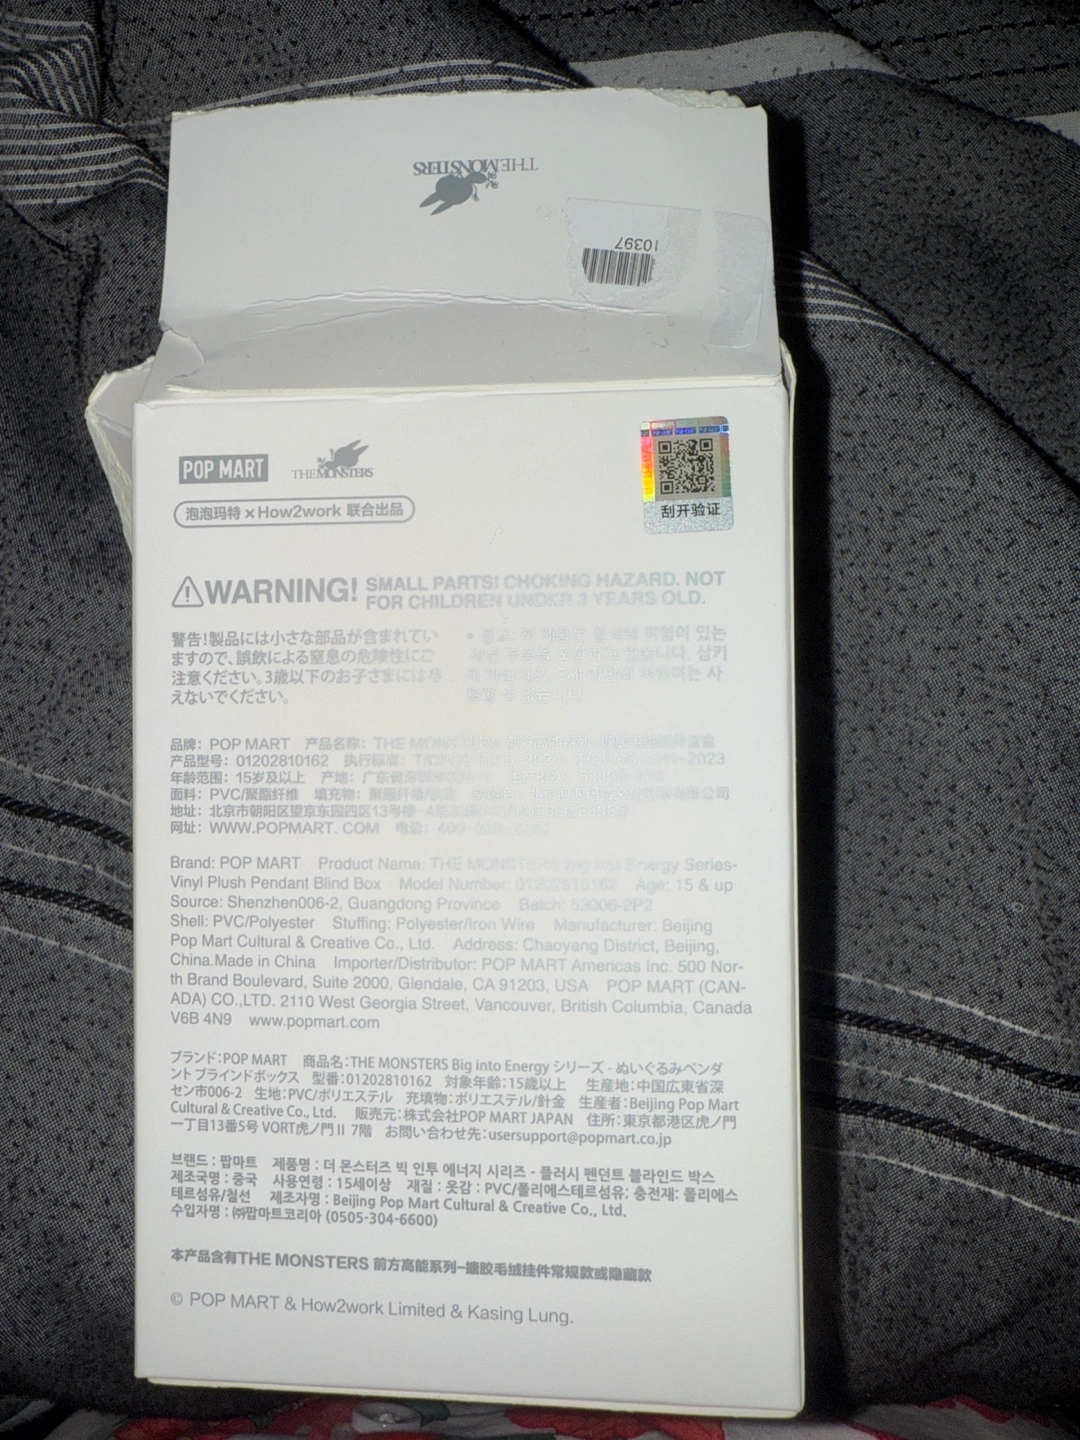 THE MONSTERS
10397
POP MART THE MONSTERS
泡泡玛特 × How2work 联合出品
刮开验证
WARNING! SMALL PARTS! CHOKING HAZARD. NOT
FOR CHILDREN UNDER 3 YEARS OLD.
警告!製品には小さな部品が含まれてい
ますので、誤飲による窒息の危険性にご
注意ください。3歳以下のお子さまには与
えないでください。
위험이 있는
상키
사
品牌: POP MART 产品名称: THE MONSTERS
产品型号: 01202810162 执行标准:
年龄范围: 15岁及以上 产地: 广东省
面料: PVC/聚酯纤维 填充物: 聚酯纤维
地址: 北京市朝阳区望京东园四区13号楼
网址: WWW.POPMART.COM 电话:
Brand: POP MART Product Name: THE MONSTERS Big into Energy Series-
Vinyl Plush Pendant Blind Box Model Number: 01202810162 Age: 15 & up
Source: Shenzhen006-2, Guangdong Province Batch: 53006-2P2
Shell: PVC/Polyester Stuffing: Polyester/Iron Wire Manufacturer: Beijing
Pop Mart Cultural & Creative Co., Ltd. Address: Chaoyang District, Beijing,
China.Made in China Importer/Distributor: POP MART Americas Inc. 500 Nor-
th Brand Boulevard, Suite 2000, Glendale, CA 91203, USA POP MART (CAN-
ADA) CO.,LTD. 2110 West Georgia Street, Vancouver, British Columbia, Canada
V6B 4N9 www.popmart.com
ブランド:POP MART 商品名:THE MONSTERS Big into Energy シリーズ - ぬいぐるみペンダ
ント ブラインドボックス 型番:01202810162 対象年齢:15歳以上 生産地:中国広東省深
セン市006-2 生地:PVC/ポリエステル 充填物:ポリエステル/針金 生産者:Beijing Pop Mart
Cultural & Creative Co., Ltd. 販売元:株式会社POP MART JAPAN 住所:東京都港区虎ノ門
一丁目13番5号 VORT虎ノ門Ⅱ 7階 お問い合わせ先:usersupport@popmart.co.jp
브랜드 : 팝마트 제품명 : 더 몬스터즈 빅 인투 에너지 시리즈 - 플러시 펜던트 블라인드 박스
제조국명 : 중국 사용연령 : 15세이상 재질 : 옷감 : PVC/폴리에스테르섬유; 충전재: 폴리에스
테르섬유/철선 제조자명 : Beijing Pop Mart Cultural & Creative Co., Ltd.
수입자명 : ㈜팝마트코리아 (0505-304-6600)
本产品含有THE MONSTERS 前方高能系列-搪胶毛绒挂件常规款或隐藏款
© POP MART & How2work Limited & Kasing Lung.